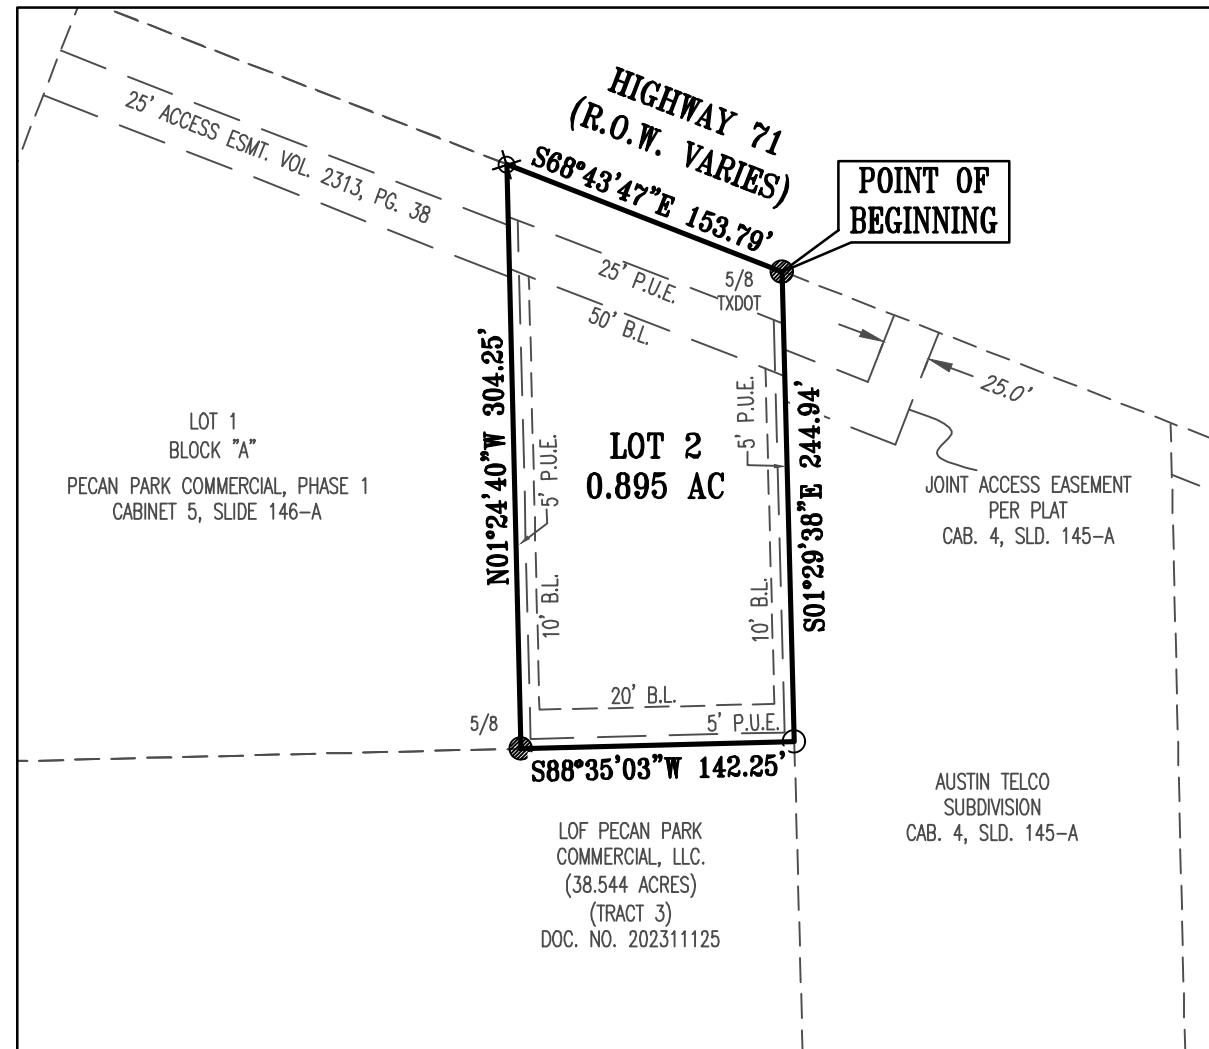 HIGHWAY 71
(R.O.W. VARIES)
25' ACCESS ESMT. VOL. 2313, PG. 38
S68°43'47"E 153.79'
POINT OF
BEGINNING
5/8
TXDOT
25' P.U.E.
50' B.L.
25.0'
N01°24'40"W 304.25'
S01°29'38"E 244.94'
LOT 1
BLOCK "A"
PECAN PARK COMMERCIAL, PHASE 1
CABINET 5, SLIDE 146-A
LOT 2
0.895 AC
5' P.U.E.
5' P.U.E.
JOINT ACCESS EASEMENT
PER PLAT
CAB. 4, SLD. 145-A
10' B.L.
10' B.L.
20' B.L.
5' P.U.E.
5/8
S88°35'03"W 142.25'
AUSTIN TELCO
SUBDIVISION
CAB. 4, SLD. 145-A
LOF PECAN PARK
COMMERCIAL, LLC.
(38.544 ACRES)
(TRACT 3)
DOC. NO. 202311125